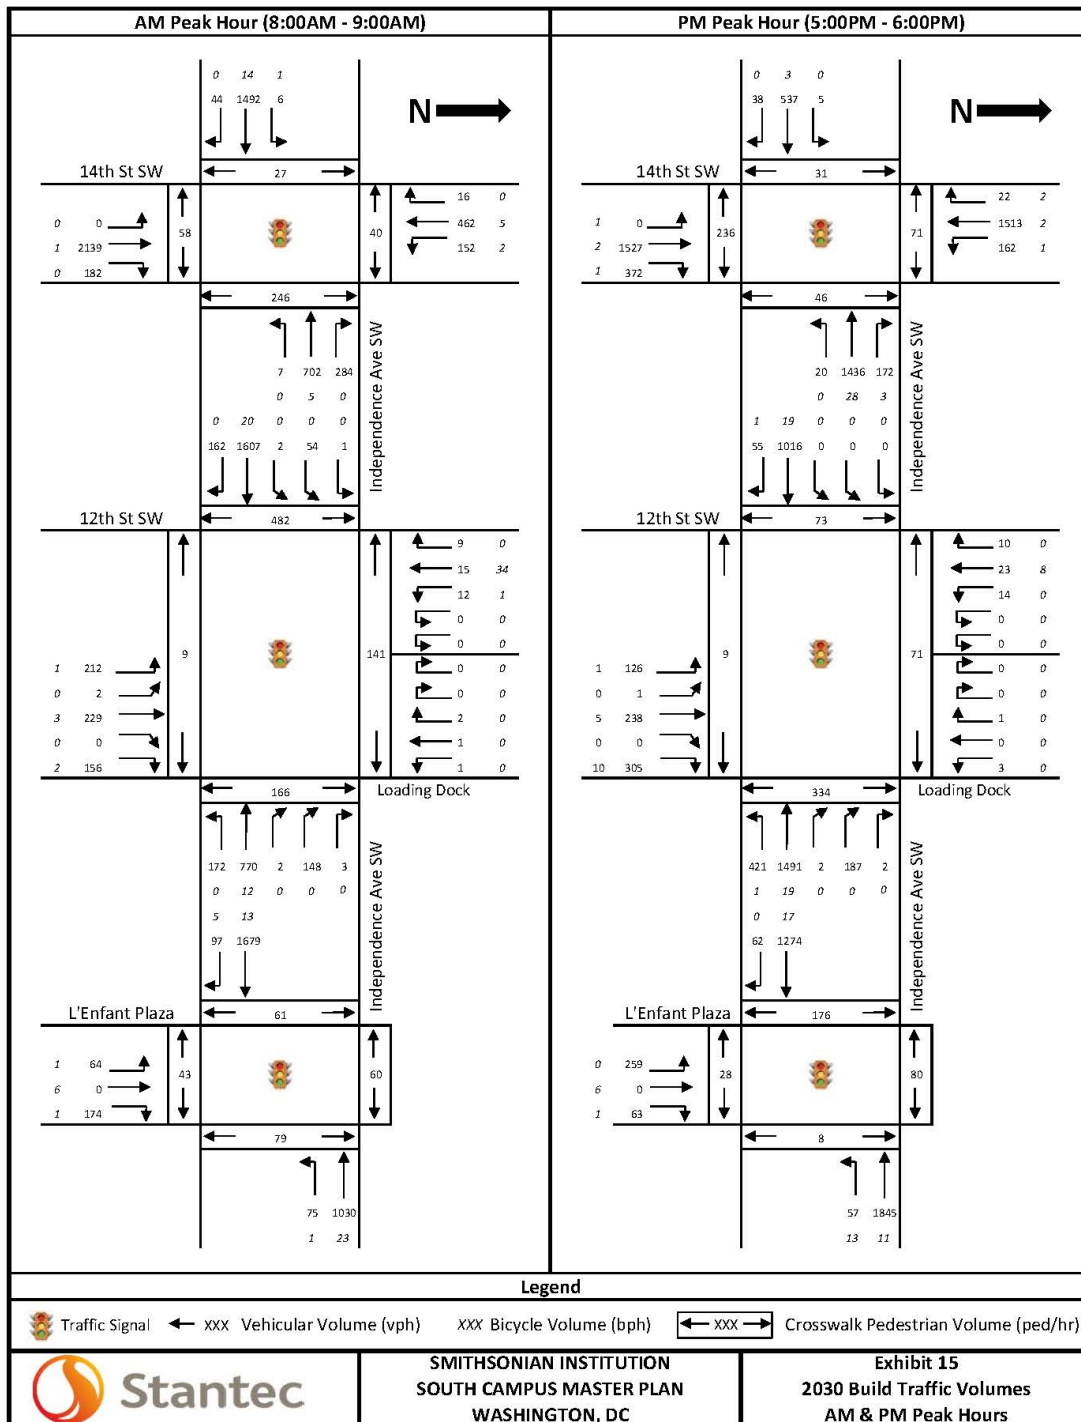 AM Peak Hour (8:00AM - 9:00AM)
0 14 1
44 1492 6
N
14th St SW
27
0 0
1 2139
0 182
58
40
16 0
462 5
152 2
246
7 702 284
0 5 0
Independence Ave SW
0 20 0 0 0
162 1607 2 54 1
12th St SW
482
9
141
9 0
15 34
12 1
0 0
0 0
0 0
0 0
2 0
1 0
1 0
1 212
0 2
3 229
0 0
2 156
166
Loading Dock
172 770 2 148 3
0 12 0 0 0
5 13
97 1679
Independence Ave SW
L'Enfant Plaza
61
1 64
6 0
1 174
43
60
79
75 1030
1 23
PM Peak Hour (5:00PM - 6:00PM)
0 3 0
38 537 5
N
14th St SW
31
1 0
2 1527
1 372
236
71
22 2
1513 2
162 1
46
20 1436 172
0 28 3
Independence Ave SW
1 19 0 0 0
55 1016 0 0 0
12th St SW
73
9
71
10 0
23 8
14 0
0 0
0 0
0 0
0 0
1 0
0 0
3 0
1 126
0 1
5 238
0 0
10 305
334
Loading Dock
421 1491 2 187 2
1 19 0 0 0
0 17
62 1274
Independence Ave SW
L'Enfant Plaza
176
0 259
6 0
1 63
28
80
8
57 1845
13 11
Legend
Traffic Signal XXX Vehicular Volume (vph) XXX Bicycle Volume (bph) XXX Crosswalk Pedestrian Volume (ped/hr)
Stantec
SMITHSONIAN INSTITUTION
SOUTH CAMPUS MASTER PLAN
WASHINGTON, DC
Exhibit 15
2030 Build Traffic Volumes
AM & PM Peak Hours